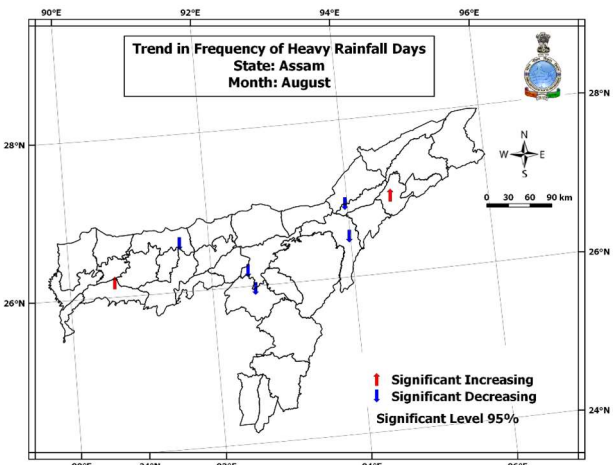 90°E 92°E 94°E 96°E
Trend in Frequency of Heavy Rainfall Days
State: Assam
Month: August
28°N 28°N
N
W E
S
0 30 60 90 km
26°N 26°N
Significant Increasing
Significant Decreasing
Significant Level 95%
24°N